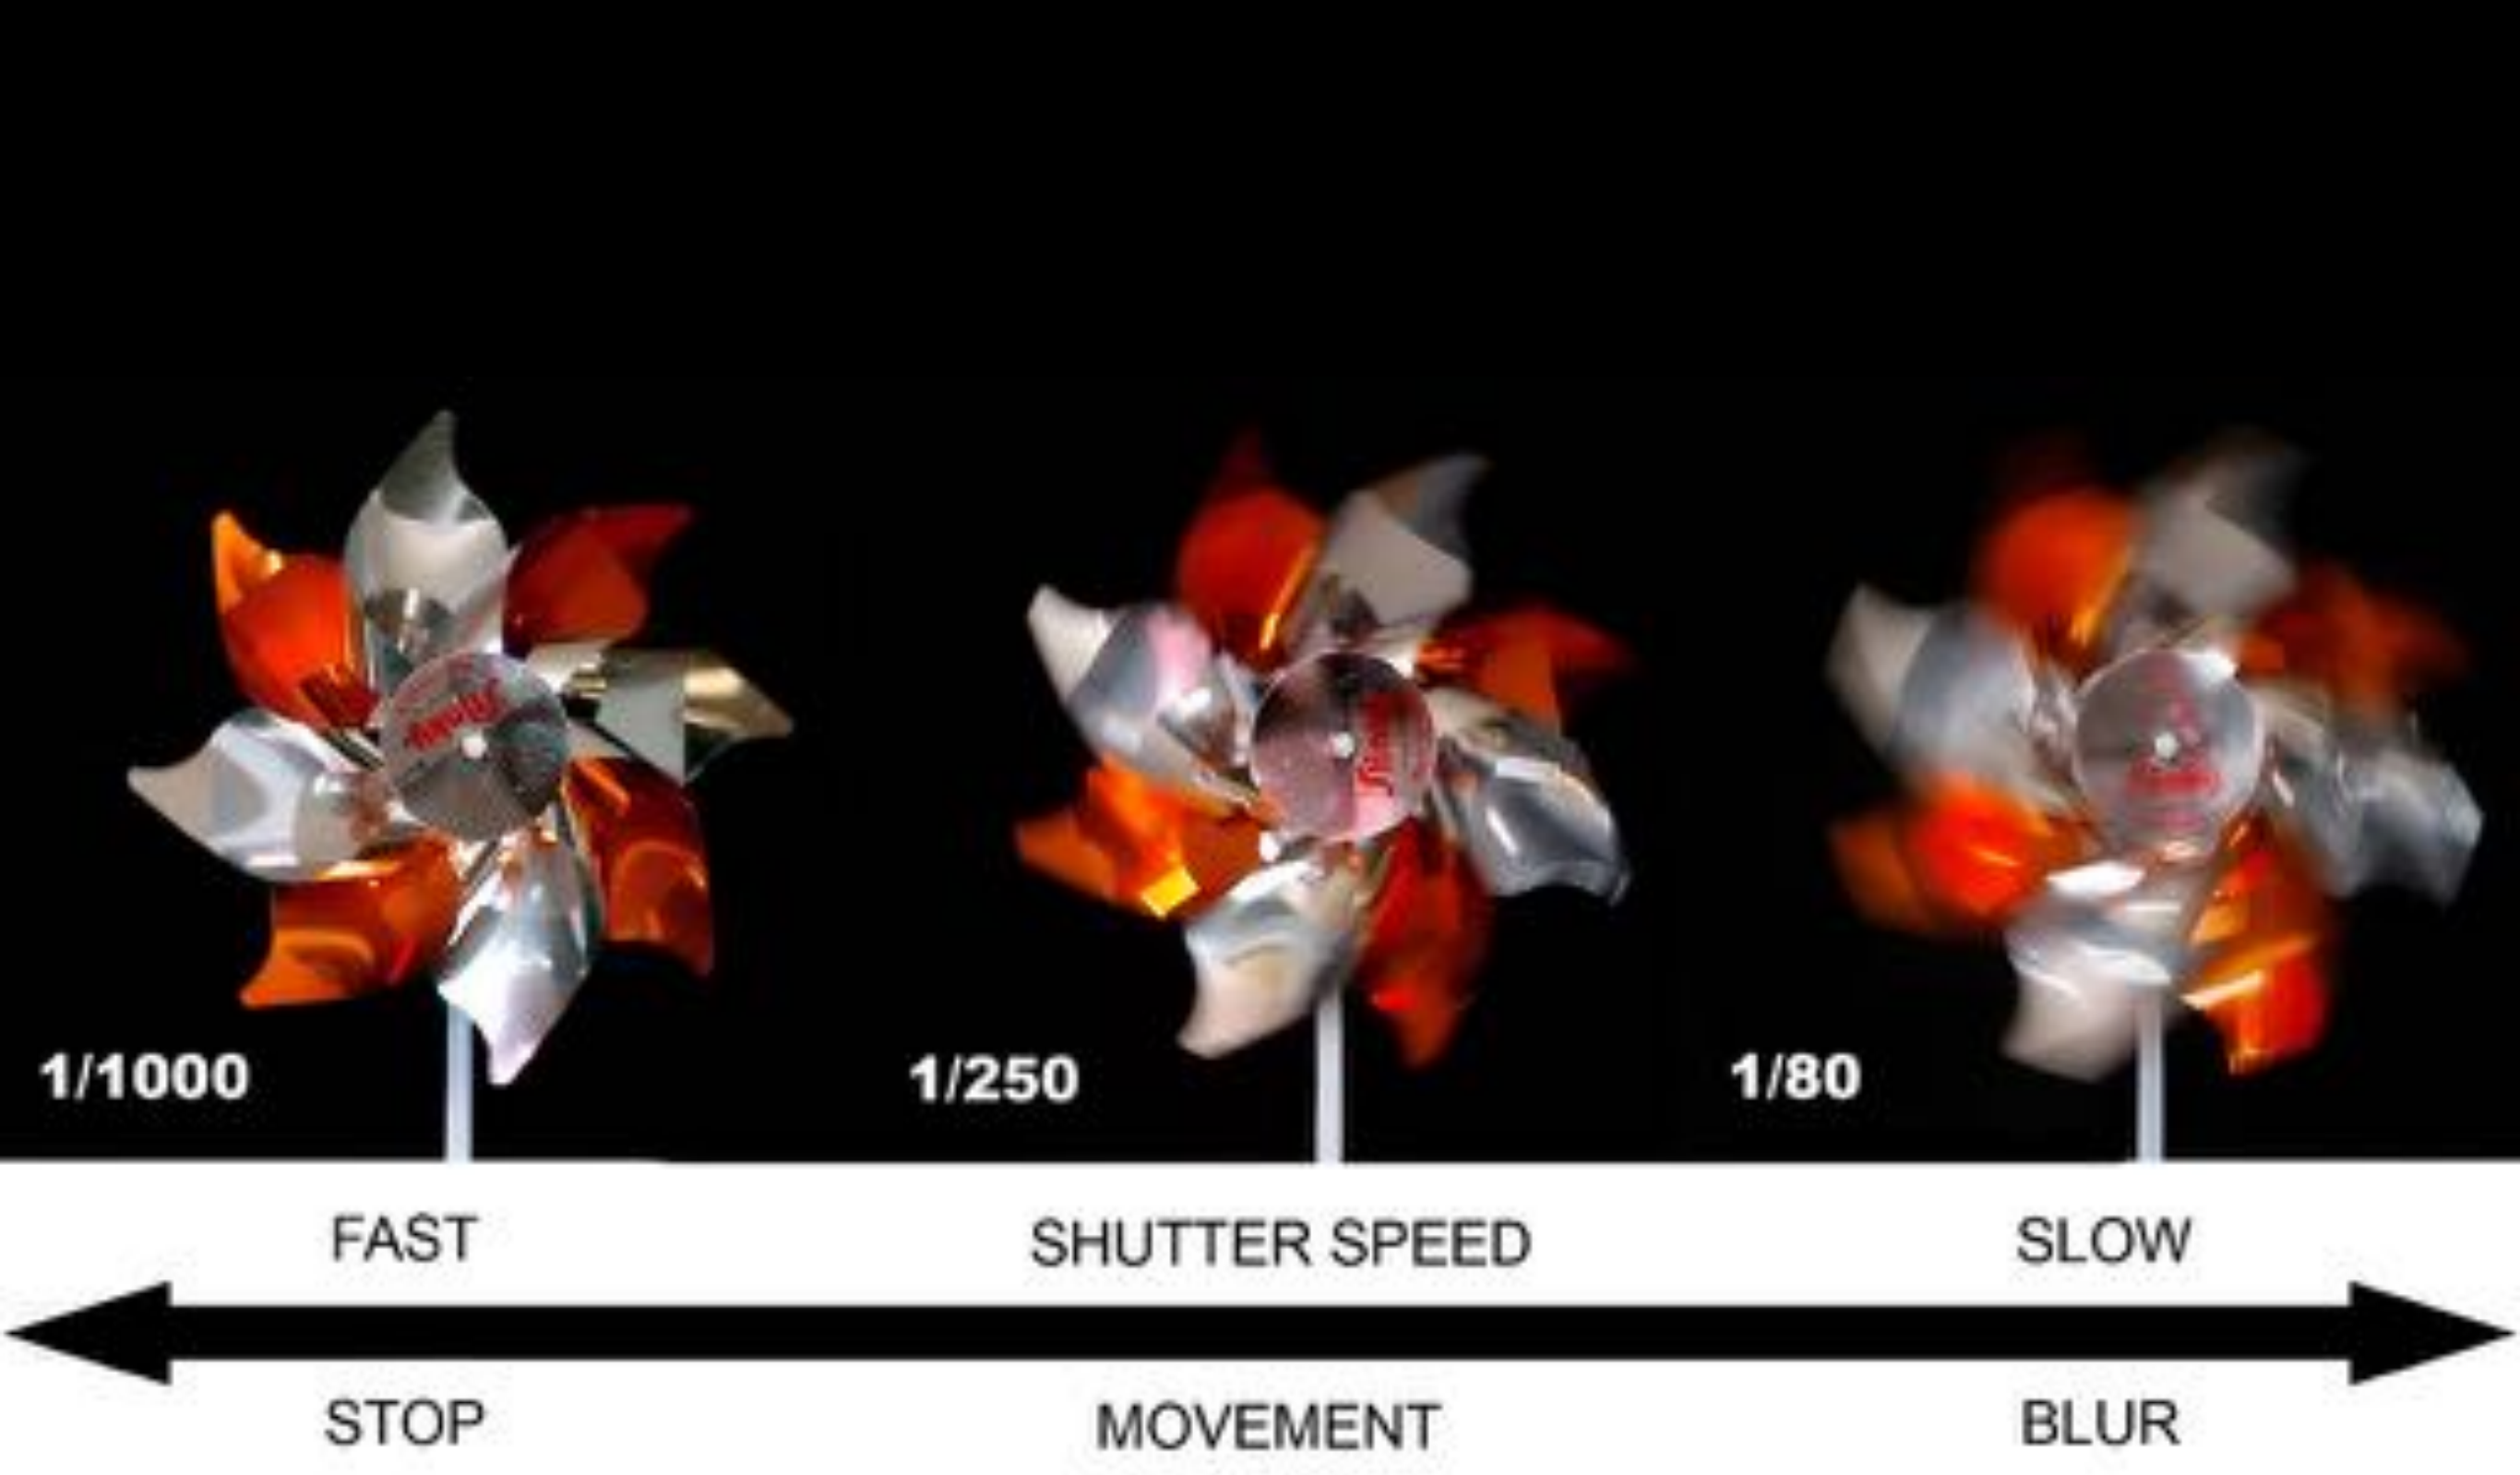 1/1000
1/250
1/80
FAST
SHUTTER SPEED
SLOW
STOP
MOVEMENT
BLUR